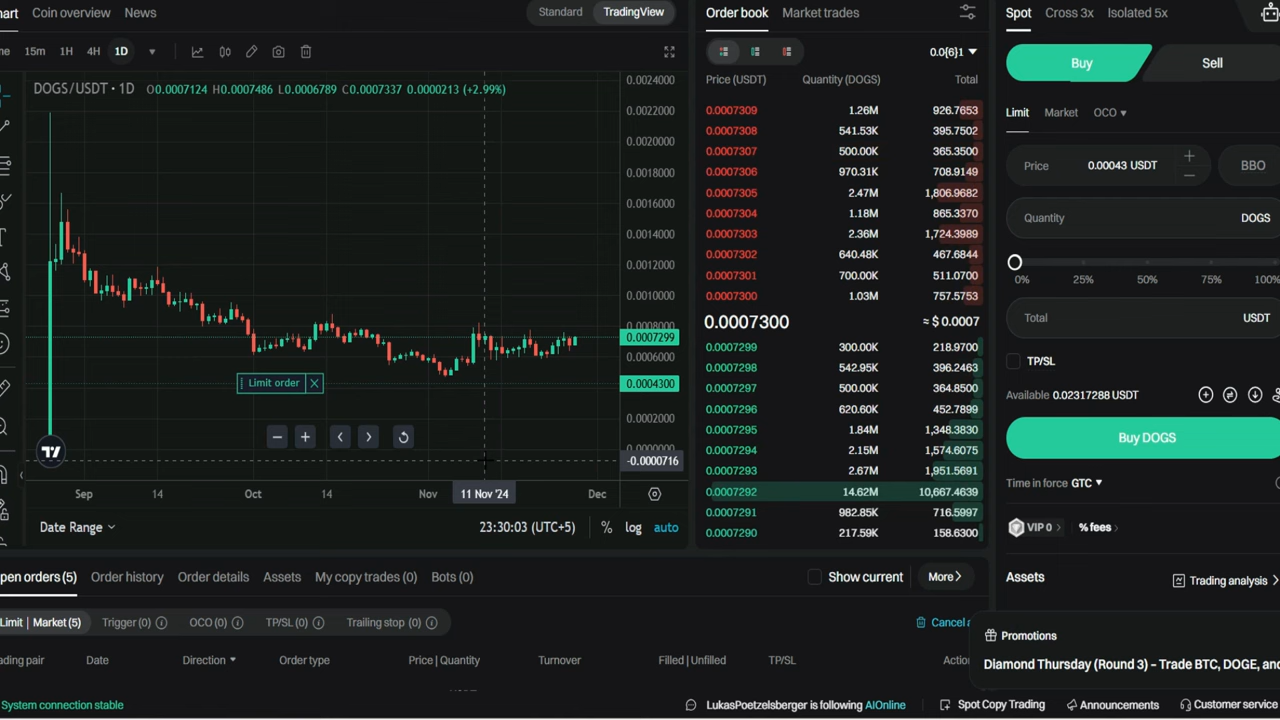 nart Coin overview News
Standard TradingView
Order book Market trades
Spot Cross 3x Isolated 5x
me 15m 1H 4H 1D
0.0{6}1
Buy Sell
DOGS/USDT · 1D O0.0007124 H0.0007486 L0.0006789 C0.0007337 0.0000213 (+2.99%)
Price (USDT) Quantity (DOGS) Total
0.0007309 1.26M 926.7653
0.0007308 541.53K 395.7502
0.0007307 500.00K 365.3500
0.0007306 970.31K 708.9149
0.0007305 2.47M 1,806.9682
0.0007304 1.18M 865.3370
0.0007303 2.36M 1,724.3989
0.0007302 640.48K 467.6844
0.0007301 700.00K 511.0700
0.0007300 1.03M 757.5753
0.0007300 ≈ $ 0.0007
0.0007299 300.00K 218.9700
0.0007298 542.95K 396.2463
0.0007297 500.00K 364.8500
0.0007296 620.60K 452.7899
0.0007295 1.84M 1,348.3830
0.0007294 2.15M 1,574.6075
0.0007293 2.67M 1,951.5691
0.0007292 14.62M 10,667.4639
0.0007291 982.85K 716.5997
0.0007290 217.59K 158.6300
0.0024000
0.0022000
0.0020000
0.0018000
0.0016000
0.0014000
0.0012000
0.0010000
0.0008000
0.0007299
0.0006000
0.0004300
0.0002000
0.0000000
-0.0000716
Limit order
Sep 14 Oct 14 Nov 11 Nov '24 Dec
Date Range 23:30:03 (UTC+5) % log auto
Limit Market OCO
Price 0.00043 USDT BBO
Quantity DOGS
0% 25% 50% 75% 100%
Total USDT
TP/SL
Available 0.02317288 USDT
Buy DOGS
Time in force GTC
VIP 0 % fees
Assets Trading analysis
Promotions
Diamond Thursday (Round 3) – Trade BTC, DOGE, and
pen orders (5) Order history Order details Assets My copy trades (0) Bots (0) Show current More
Limit | Market (5) Trigger (0) OCO (0) TP/SL (0) Trailing stop (0) Cancel a
ading pair Date Direction Order type Price | Quantity Turnover Filled | Unfilled TP/SL Action
System connection stable LukasPoetzelsberger is following AIOnline Spot Copy Trading Announcements Customer service